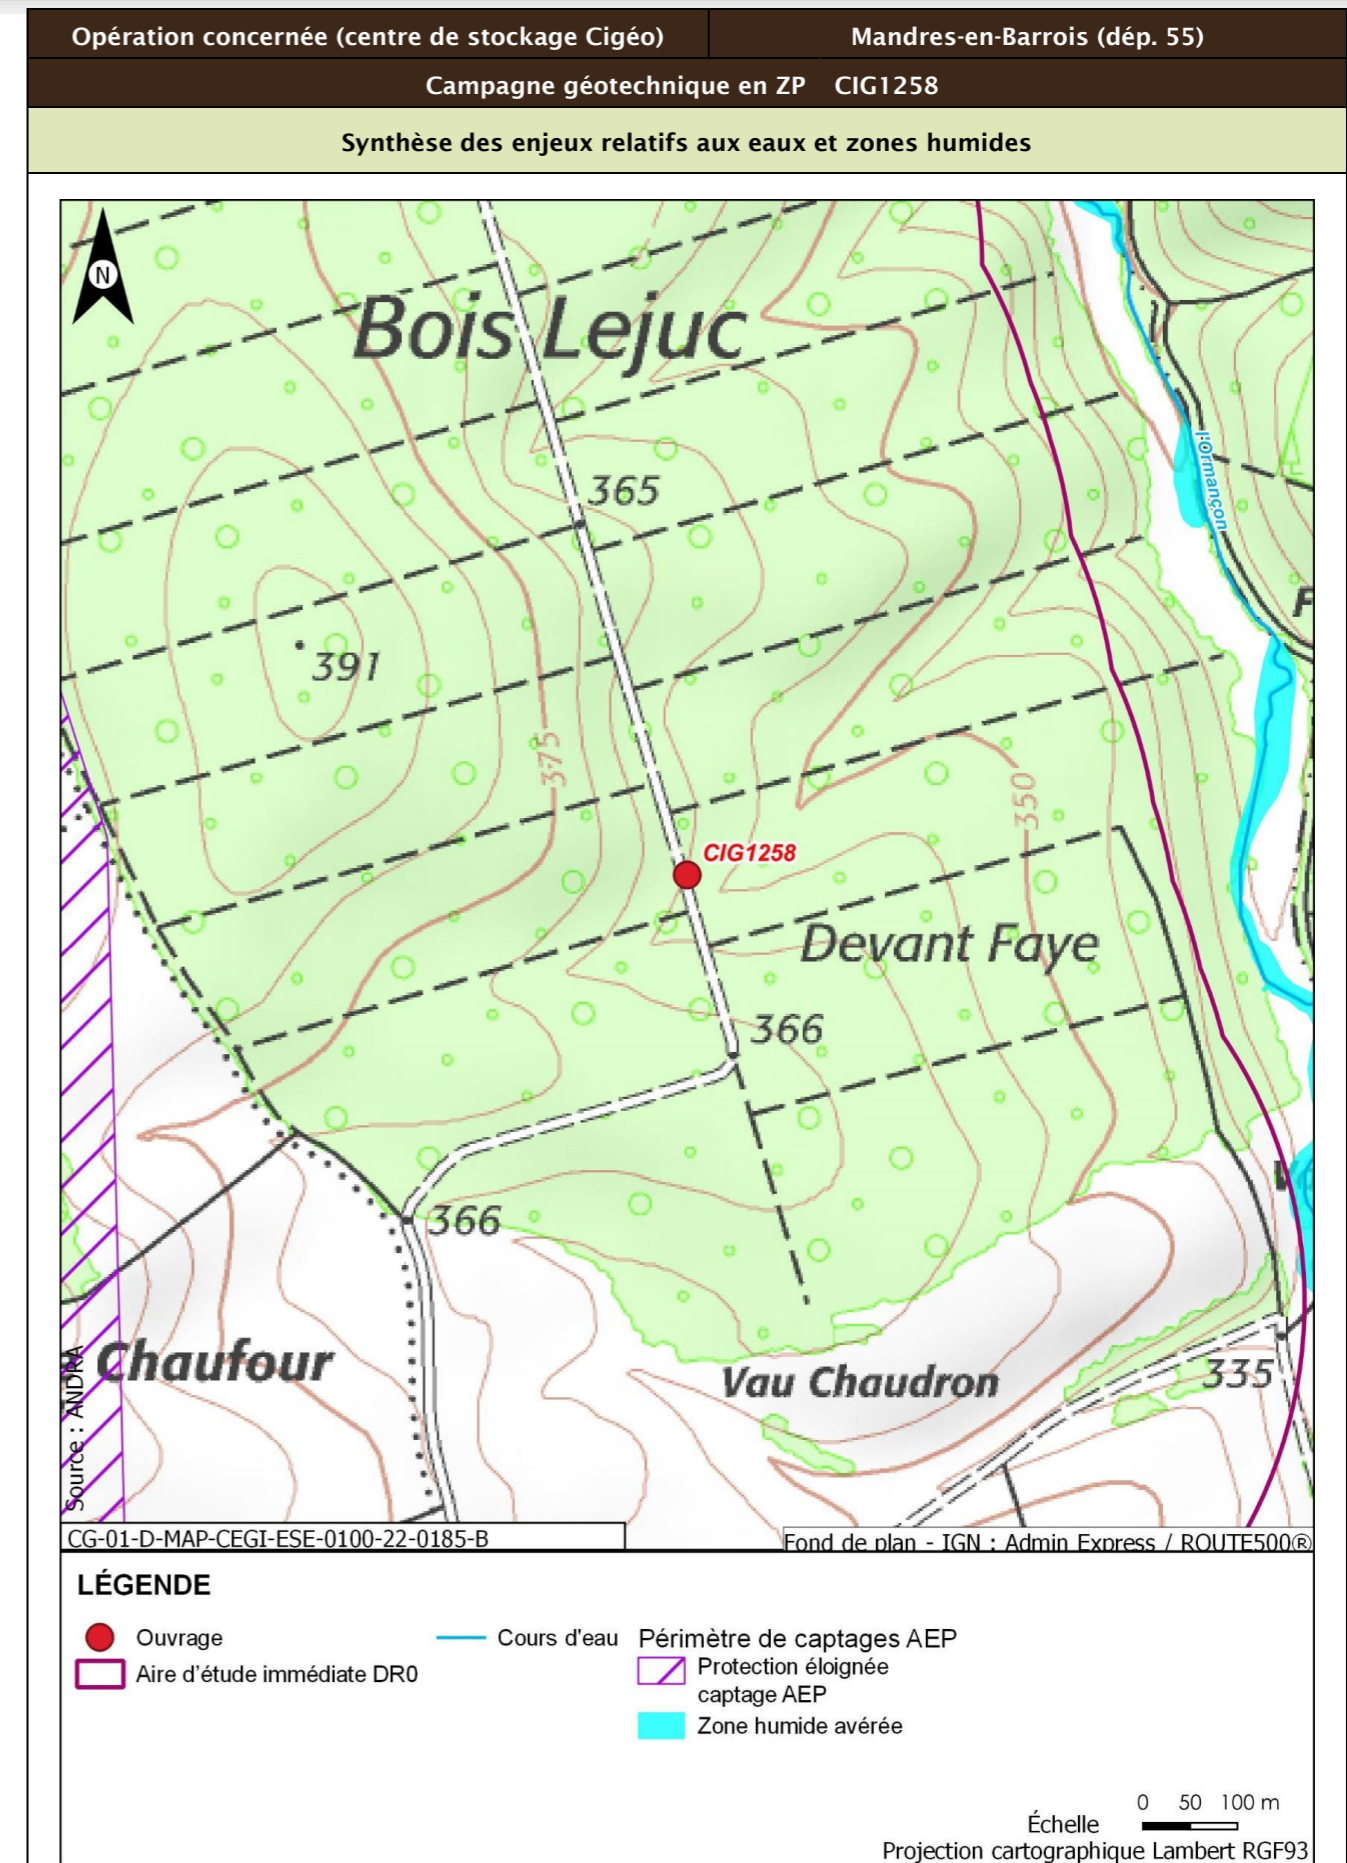 Opération concernée (centre de stockage Cigéo) Mandres-en-Barrois (dép. 55)
Campagne géotechnique en ZP CIG1258
Synthèse des enjeux relatifs aux eaux et zones humides
N
Bois Lejuc
l'Ormançon
365
F
391
375
350
CIG1258
Devant Faye
366
366
Chaufour
Vau Chaudron
335
Source : ANDRA
CG-01-D-MAP-CEGI-ESE-0100-22-0185-B
Fond de plan - IGN : Admin Express / ROUTE500®
LÉGENDE
Ouvrage
Cours d'eau
Périmètre de captages AEP
Aire d'étude immédiate DR0
Protection éloignée
captage AEP
Zone humide avérée
0 50 100 m
Échelle
Projection cartographique Lambert RGF93